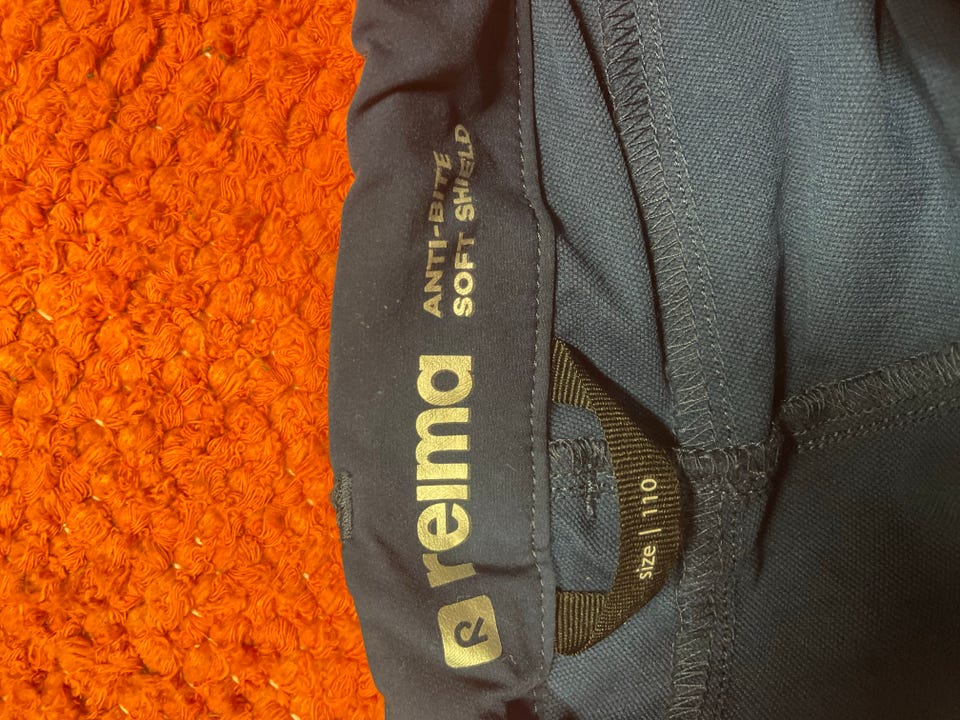 reima
ANTI-BITE
SOFT SHIELD
size | 110